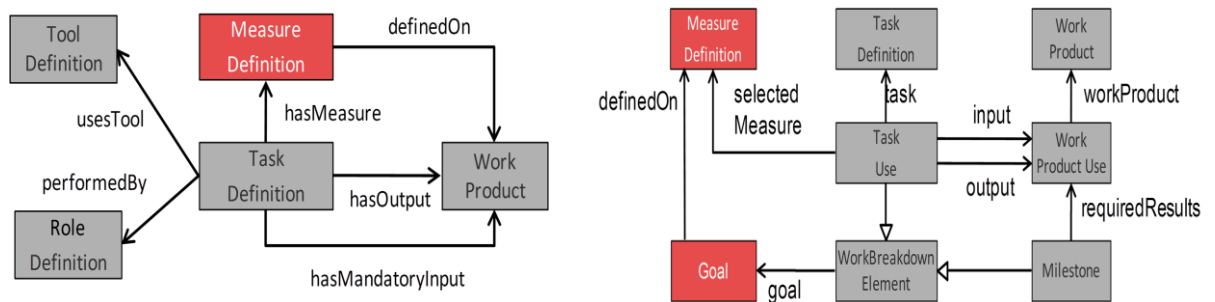 Tool
Definition
Measure
Definition
definedOn
usesTool
hasMeasure
performedBy
Task
Definition
hasOutput
Work
Product
Role
Definition
hasMandatoryInput
Measure
Definition
Task
Definition
Work
Product
definedOn
selected
Measure
task
workProduct
input
Task
Use
Work
Product Use
output
requiredResults
Goal
goal
WorkBreakdown
Element
Milestone